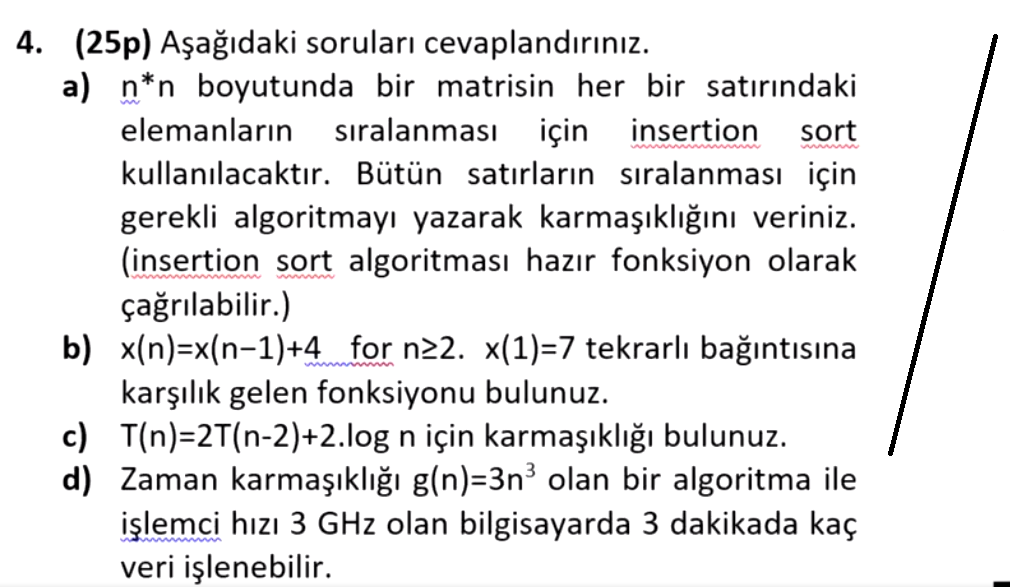 4. (25p) Aşağıdaki soruları cevaplandırınız.
a) n*n boyutunda bir matrisin her bir satırındaki
elemanların sıralanması için insertion sort
kullanılacaktır. Bütün satırların sıralanması için
gerekli algoritmayı yazarak karmaşıklığını veriniz.
(insertion sort algoritması hazır fonksiyon olarak
çağrılabilir.)
b) x(n)=x(n−1)+4 for n≥2. x(1)=7 tekrarlı bağıntısına
karşılık gelen fonksiyonu bulunuz.
c) T(n)=2T(n-2)+2.log n için karmaşıklığı bulunuz.
d) Zaman karmaşıklığı g(n)=3n³ olan bir algoritma ile
işlemci hızı 3 GHz olan bilgisayarda 3 dakikada kaç
veri işlenebilir.